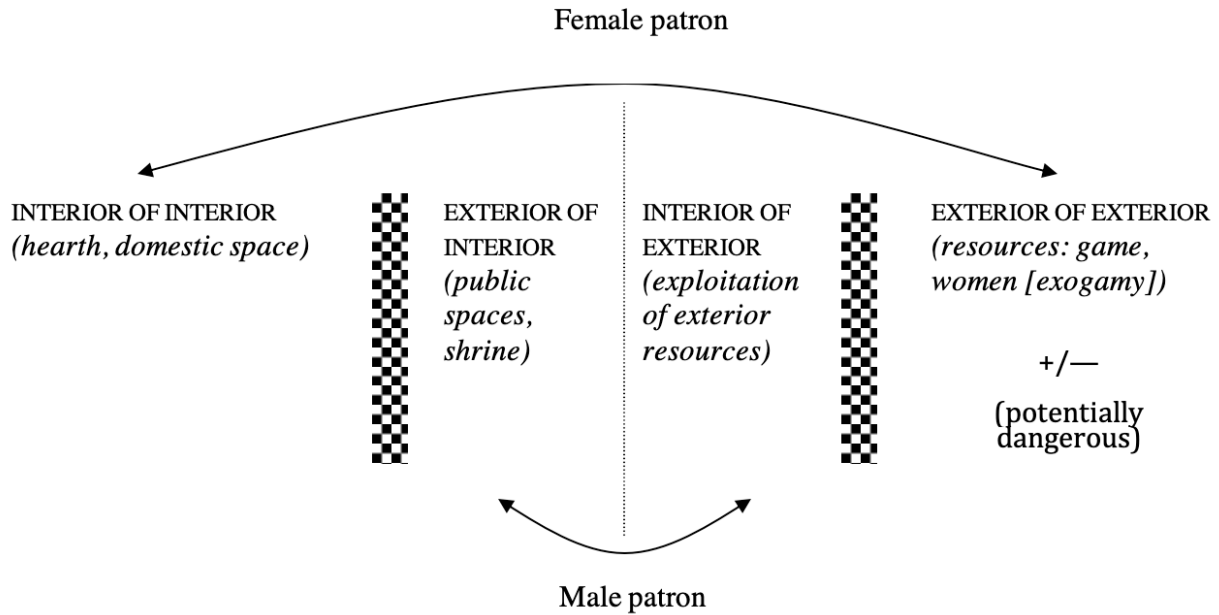 Female patron
INTERIOR OF INTERIOR
(hearth, domestic space)
EXTERIOR OF
INTERIOR
(public
spaces,
shrine)
INTERIOR OF
EXTERIOR
(exploitation
of exterior
resources)
EXTERIOR OF EXTERIOR
(resources: game,
women [exogamy])
+/—
(potentially
dangerous)
Male patron